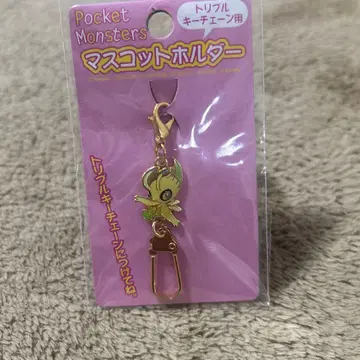 Pocket
Monsters
トリプル
キーチェーン用
マスコットホルダー
トリプルキーチェーンにつけてね。